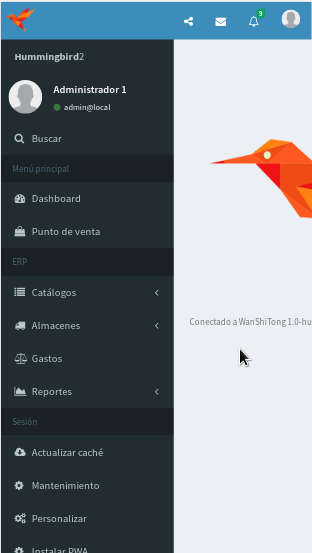 9
Hummingbird2
Administrador 1
admin@local
Buscar
Menú principal
Dashboard
Punto de venta
ERP
Catálogos
Almacenes
Gastos
Reportes
Sesión
Actualizar caché
Mantenimiento
Personalizar
Instalar PWA
Conectado a WanShiTong 1.0-hu